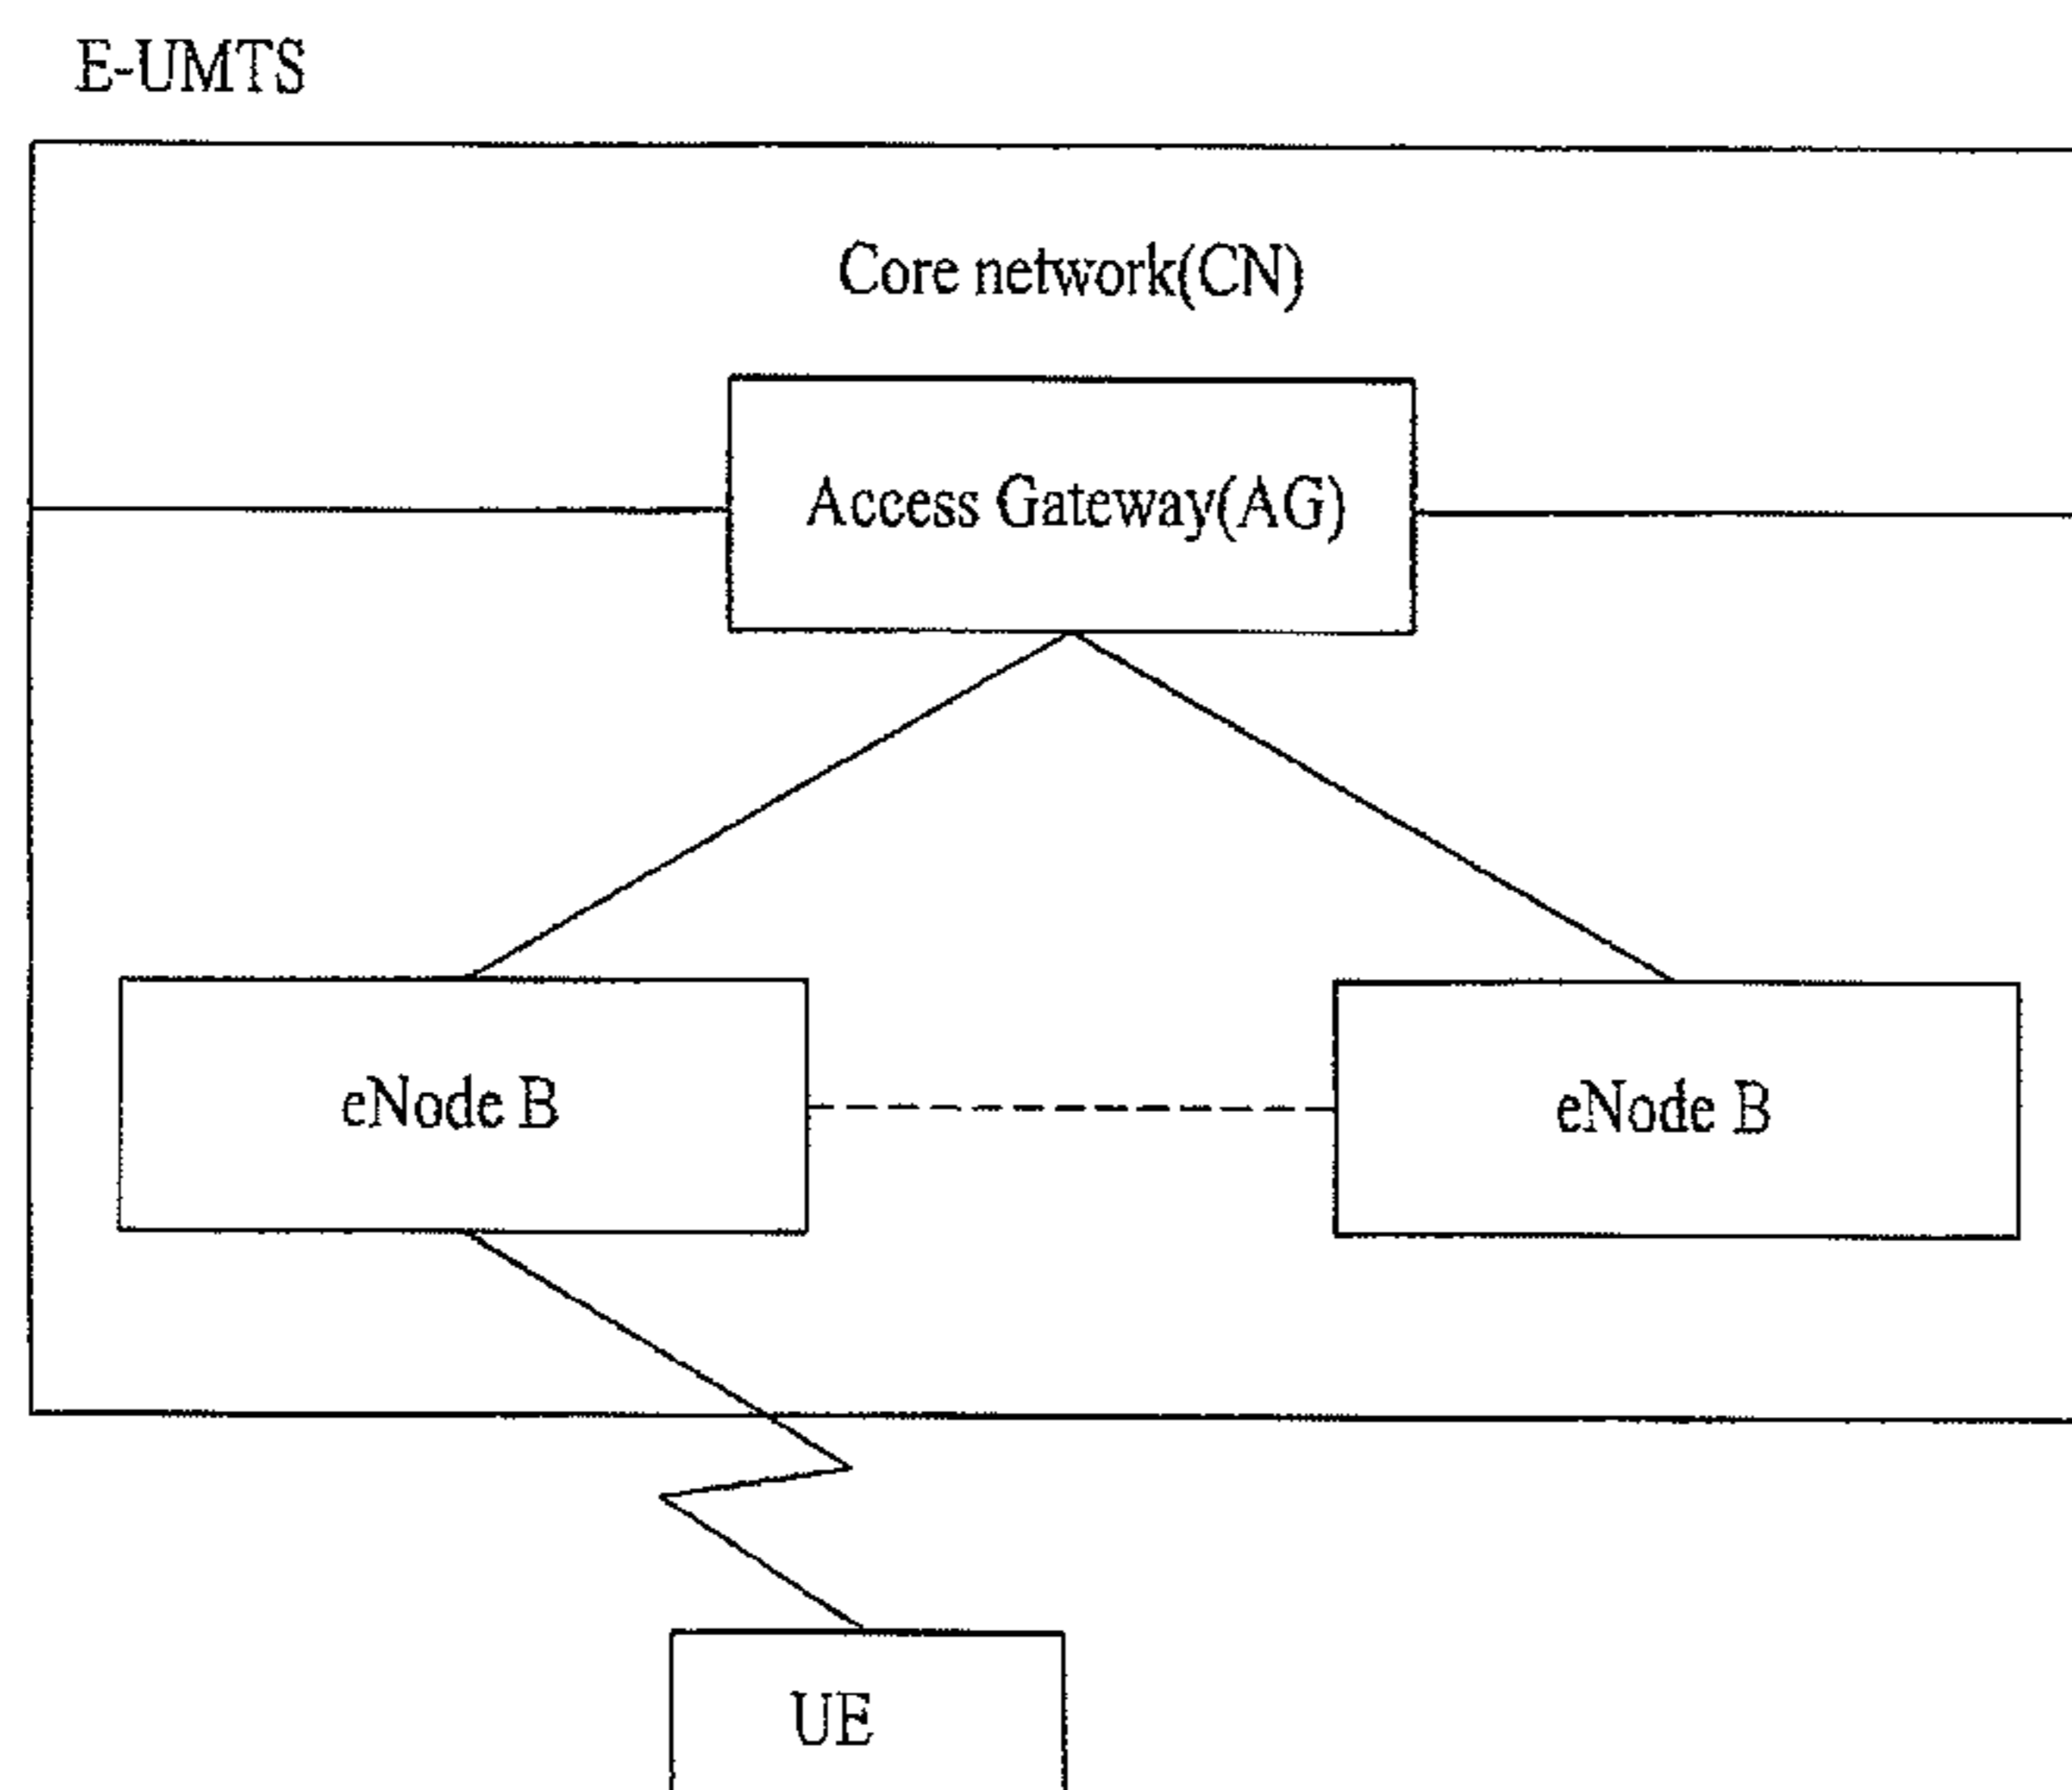 E-UMTS
Core network(CN)
Access Gateway(AG)
eNode B
eNode B
UE